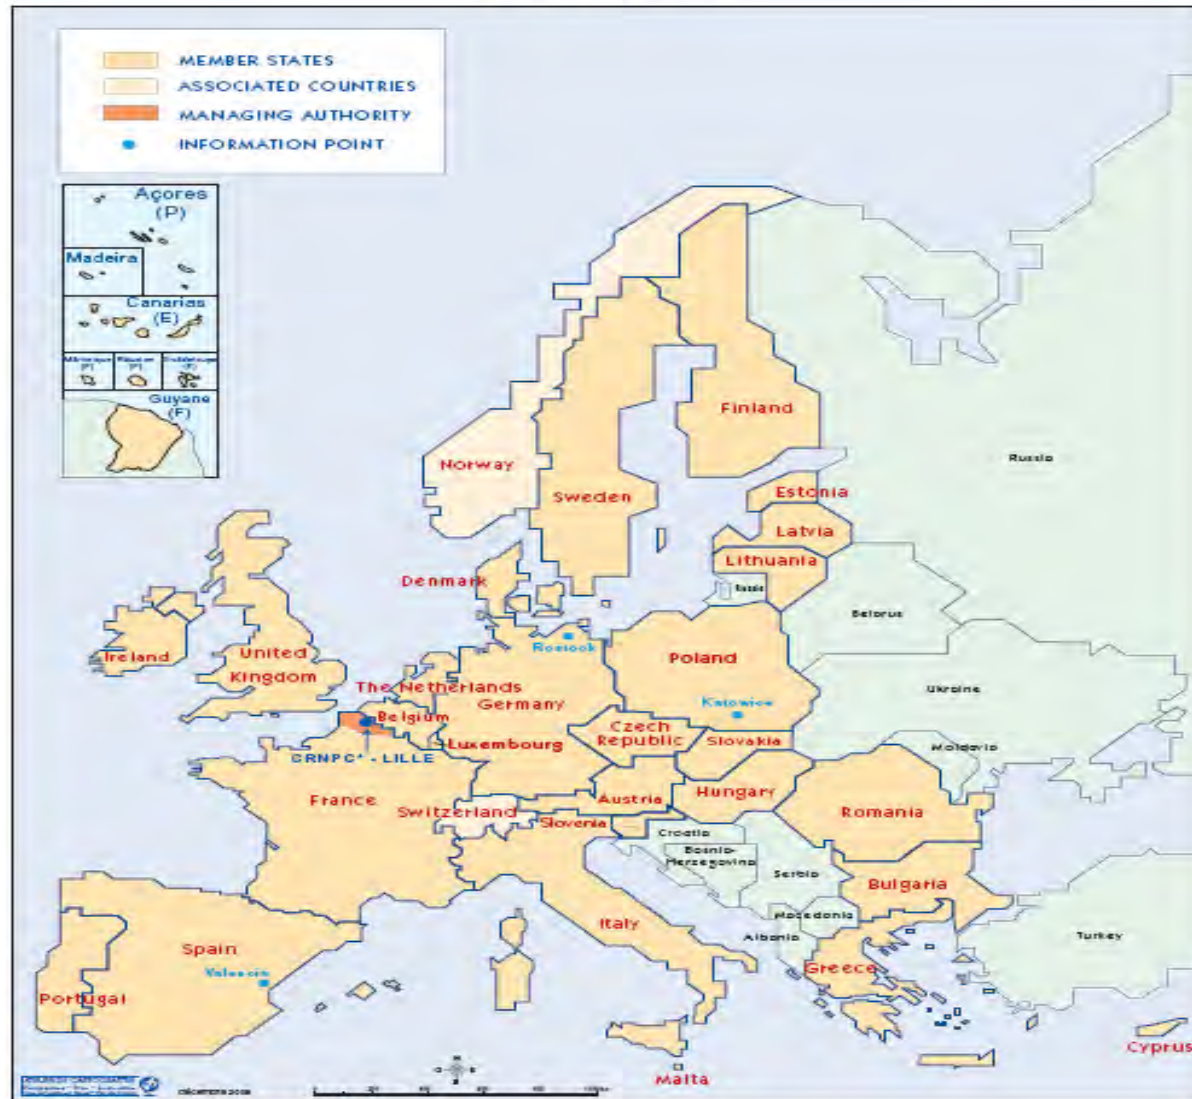 MEMBER STATES
ASSOCIATED COUNTRIES
MANAGING AUTHORITY
INFORMATION POINT
Açores
(P)
Madeira
Canarias
(E)
Guyane
(F)
Norway
Sweden
Finland
Russia
Estonia
Latvia
Lithuania
Russia
Denmark
Belorus
Ireland
United
Kingdom
Rostock
Poland
The Netherlands
Germany
Katowice
Ukraine
Belgium
Czech
Republic
Luxembourg
Slovakia
Moldavia
CRNPC* - LILLE
France
Austria
Hungary
Switzerland
Romania
Slovenia
Croatia
Bosnia-
Herzegovina
Serbia
Bulgaria
Italy
Macedonia
Albania
Turkey
Spain
Valencia
Greece
Portugal
Cyprus
Malta